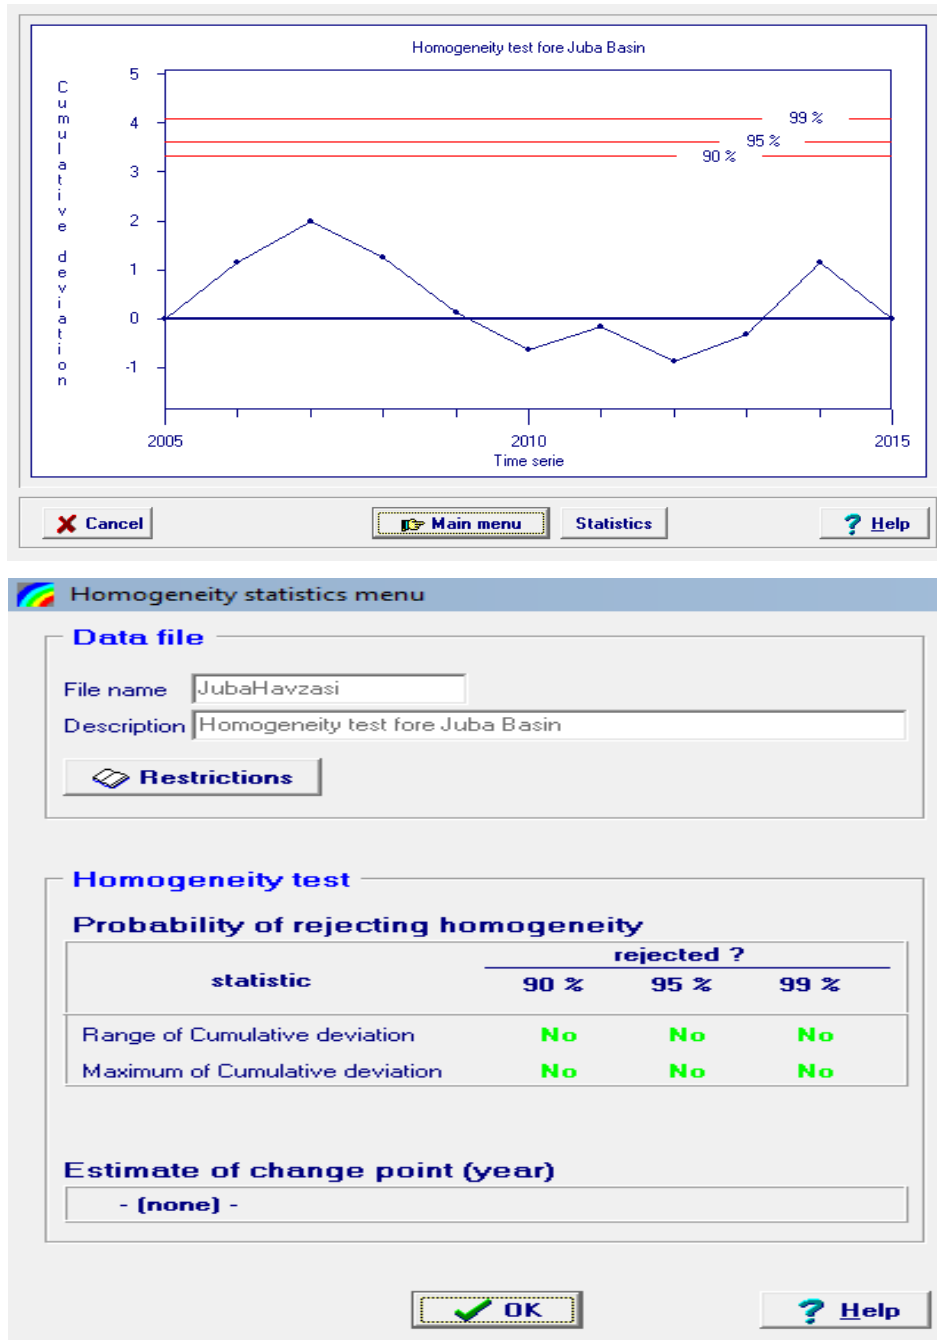 Homogeneity test fore Juba Basin
Cumulative deviation
5
4
3
2
1
0
-1
99 %
95 %
90 %
2005
2010
2015
Time serie
Cancel
Main menu
Statistics
Help
Homogeneity statistics menu
Data file
File name JubaHavzasi
Description Homogeneity test fore Juba Basin
Restrictions
Homogeneity test
Probability of rejecting homogeneity
rejected ?
statistic 90 % 95 % 99 %
Range of Cumulative deviation No No No
Maximum of Cumulative deviation No No No
Estimate of change point (year)
- (none) -
OK
Help